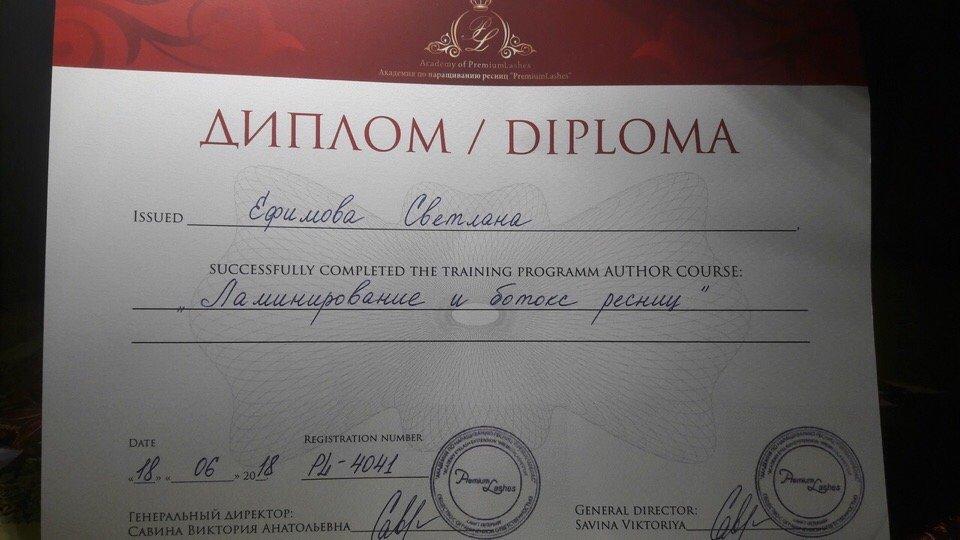 PL
Academy of PremiumLashes
Академия по наращиванию ресниц "PremiumLashes"
ДИПЛОМ / DIPLOMA
ISSUED Ефимова Светлана
SUCCESSFULLY COMPLETED THE TRAINING PROGRAMM AUTHOR COURSE:
„Ламинирование и ботокс ресниц"
DATE
REGISTRATION NUMBER
«18» « 06 » 2018 PL-4041
Premium Lashes
Premium Lashes
ГЕНЕРАЛЬНЫЙ ДИРЕКТОР:
САВИНА ВИКТОРИЯ АНАТОЛЬЕВНА
GENERAL DIRECTOR:
SAVINA VIKTORIYA